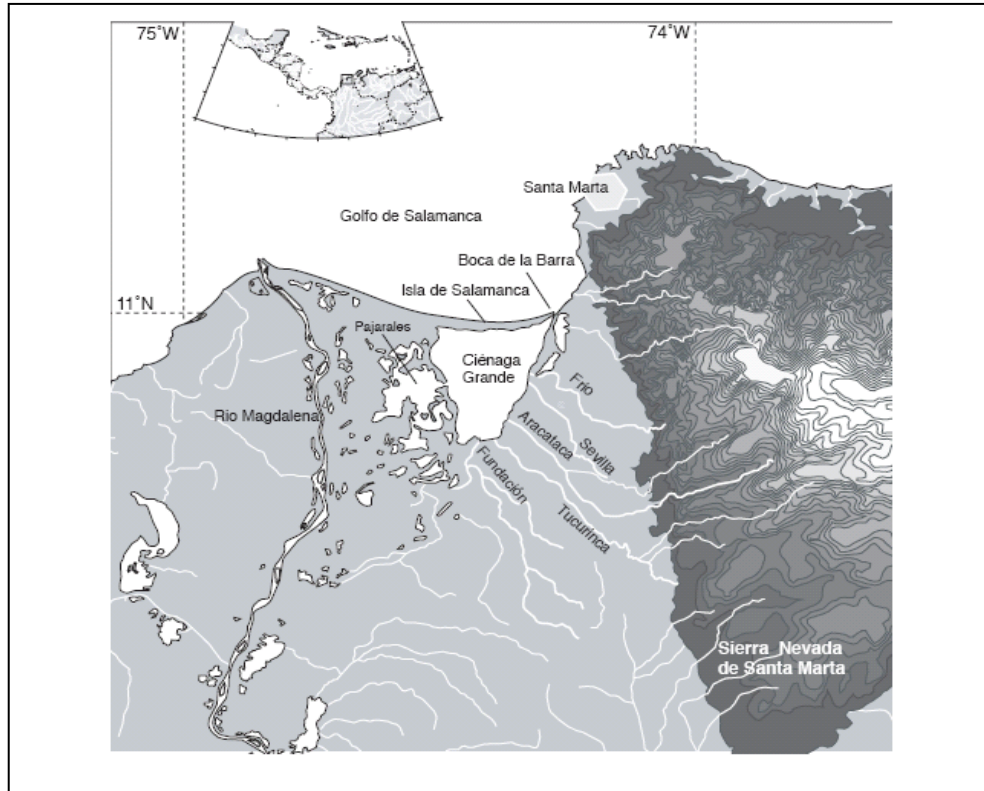 75˚W
74˚W
Santa Marta
Golfo de Salamanca
Boca de la Barra
Isla de Salamanca
11˚N
Pajarales
Ciénaga
Grande
Frío
Rio Magdalena
Sevilla
Aracataca
Fundación
Tucurinca
Sierra Nevada
de Santa Marta